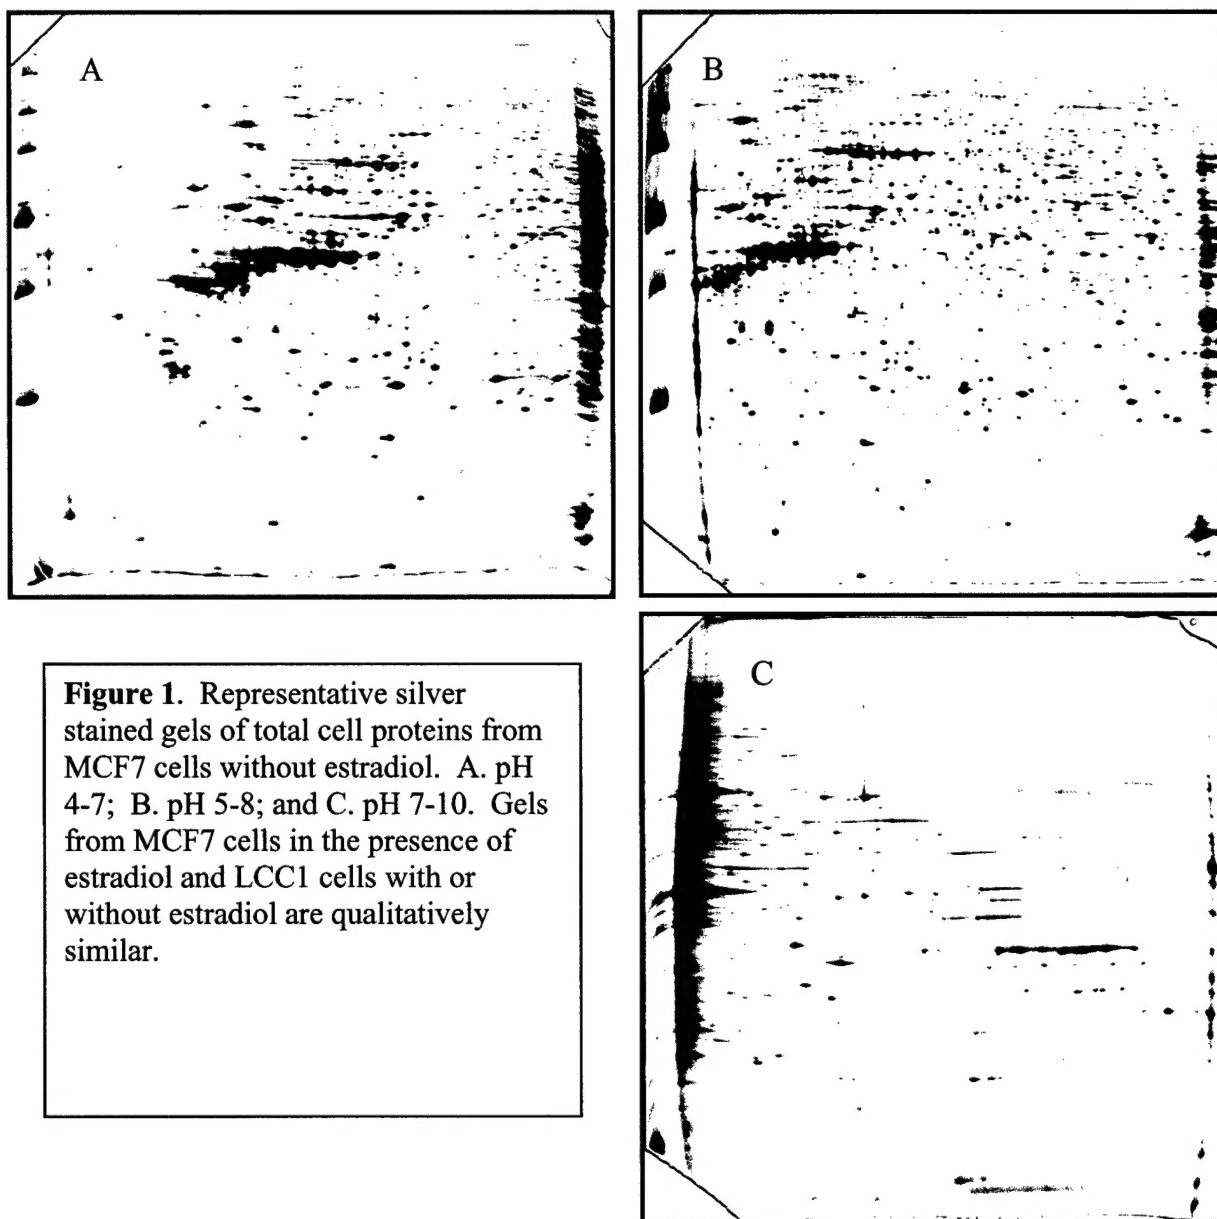 A
B
C
Figure 1. Representative silver
stained gels of total cell proteins from
MCF7 cells without estradiol. A. pH
4-7; B. pH 5-8; and C. pH 7-10. Gels
from MCF7 cells in the presence of
estradiol and LCC1 cells with or
without estradiol are qualitatively
similar.